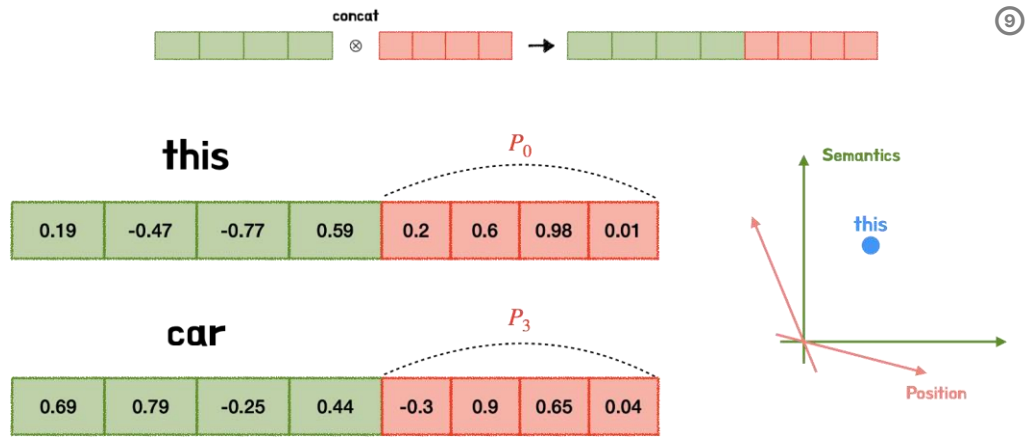 concat
⊗
9
this
P0
0.19 -0.47 -0.77 0.59 0.2 0.6 0.98 0.01
car
P3
0.69 0.79 -0.25 0.44 -0.3 0.9 0.65 0.04
Semantics
this
Position